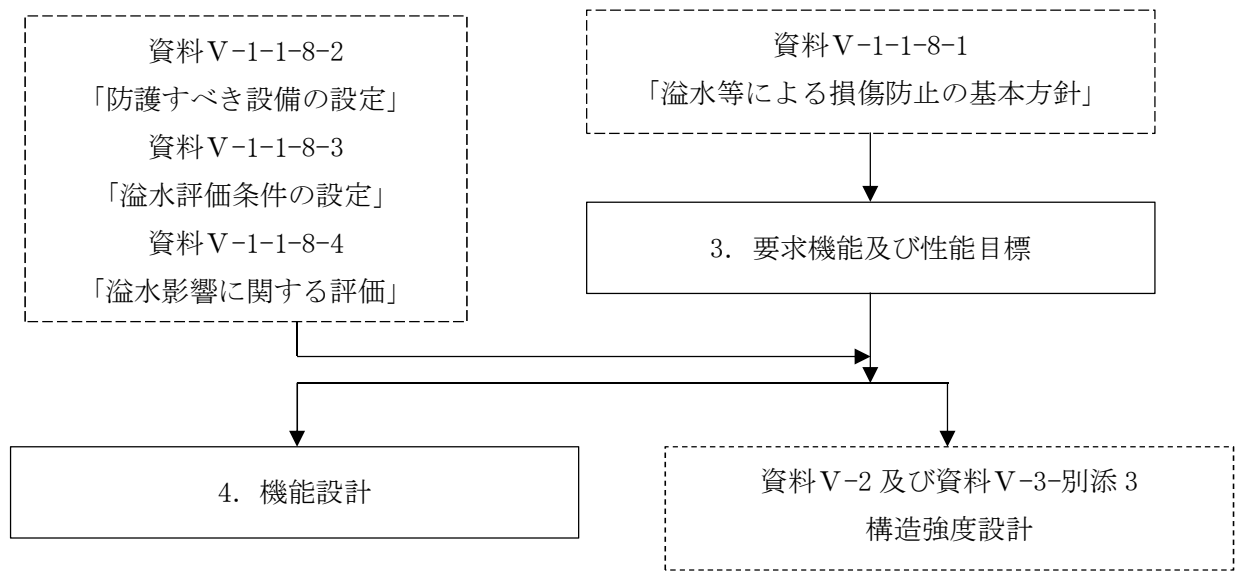 資料Ⅴ-1-1-8-2
「防護すべき設備の設定」
資料Ⅴ-1-1-8-3
「溢水評価条件の設定」
資料Ⅴ-1-1-8-4
「溢水影響に関する評価」
資料Ⅴ-1-1-8-1
「溢水等による損傷防止の基本方針」
3. 要求機能及び性能目標
4. 機能設計
資料Ⅴ-2 及び資料Ⅴ-3-別添 3
構造強度設計